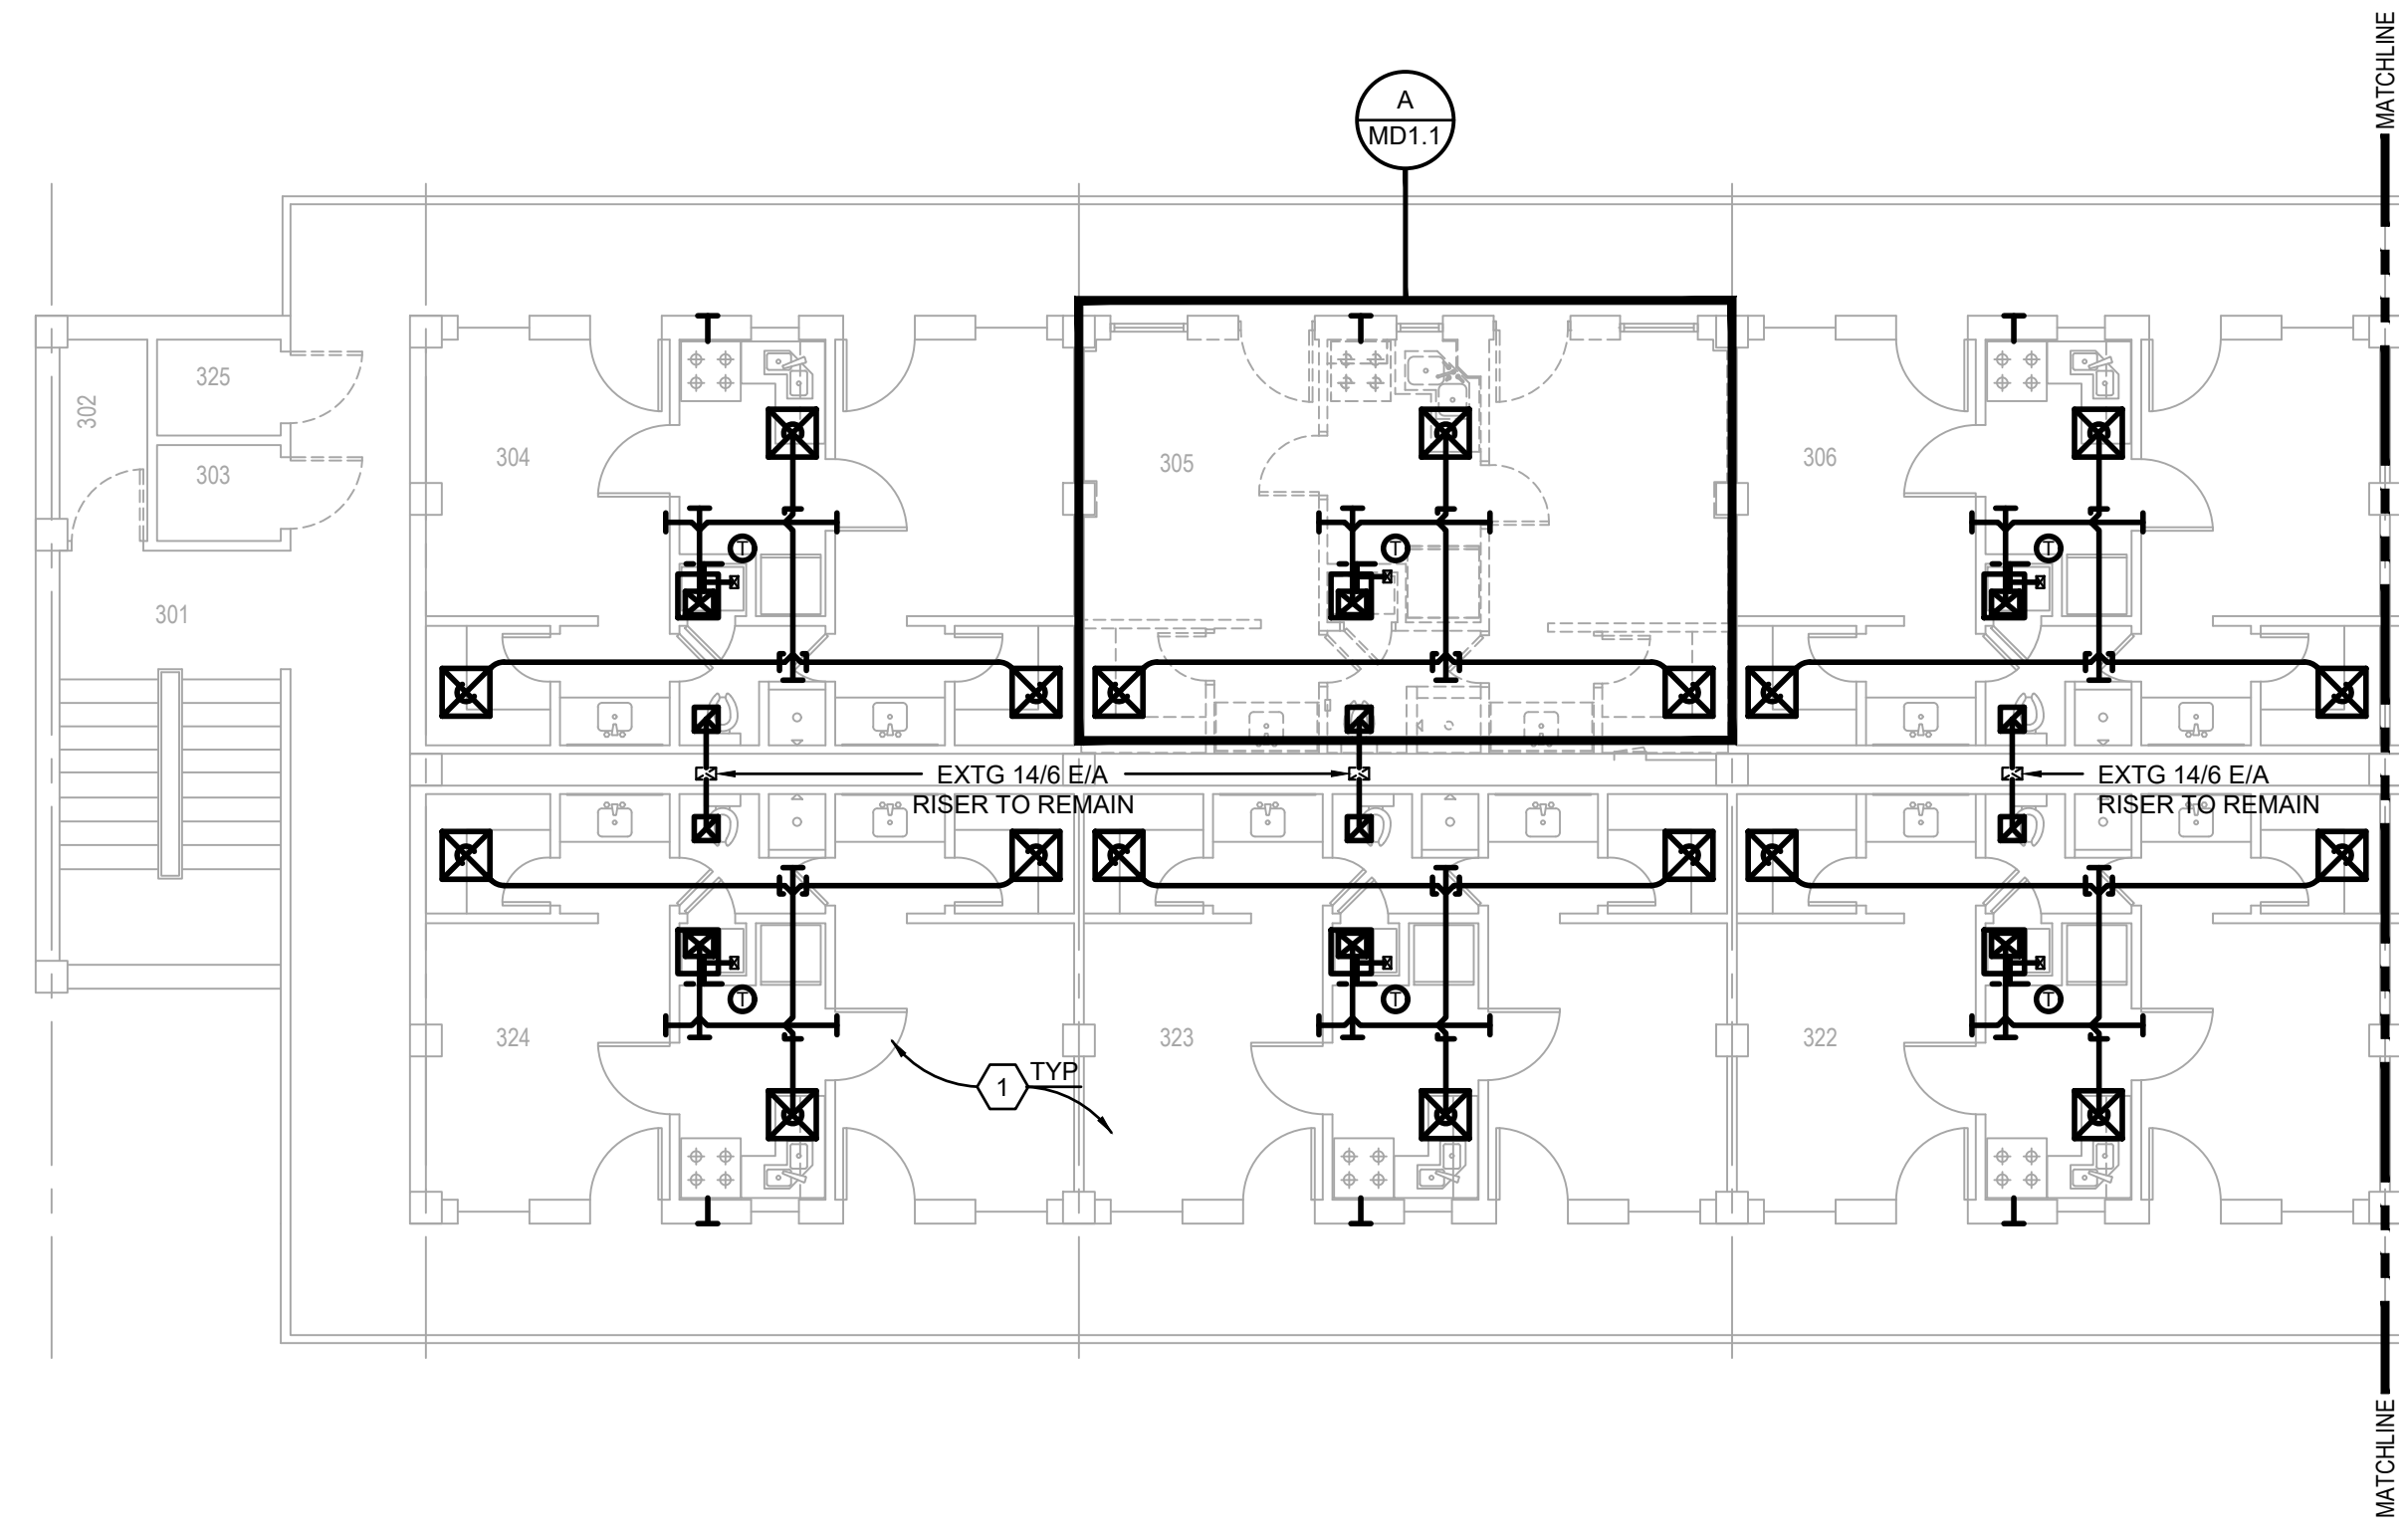 MATCHLINE
A
MD1.1
325
302
303
304
305
306
T
T
T
301
EXTG 14/6 E/A
RISER TO REMAIN
EXTG 14/6 E/A
RISER TO REMAIN
T
T
T
324
323
322
1
TYP
MATCHLINE